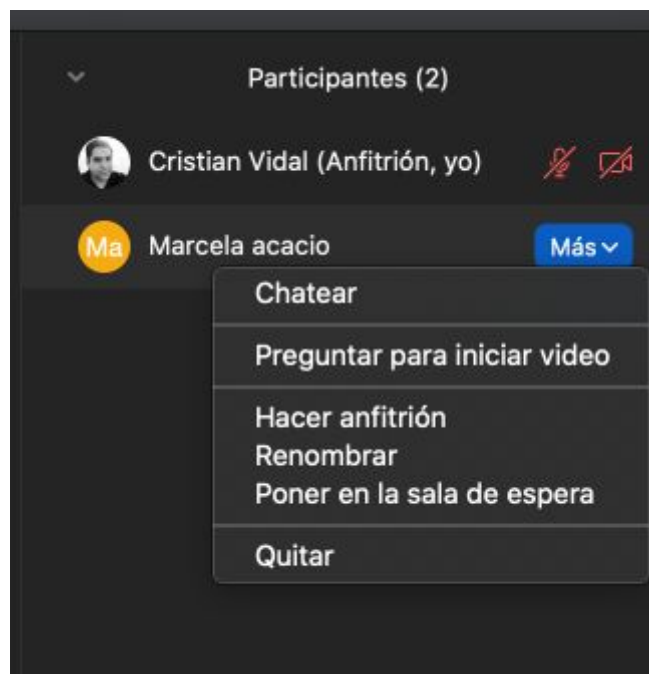 Participantes (2)
Cristian Vidal (Anfitrión, yo)
Ma Marcela acacio Más
Chatear
Preguntar para iniciar video
Hacer anfitrión
Renombrar
Poner en la sala de espera
Quitar